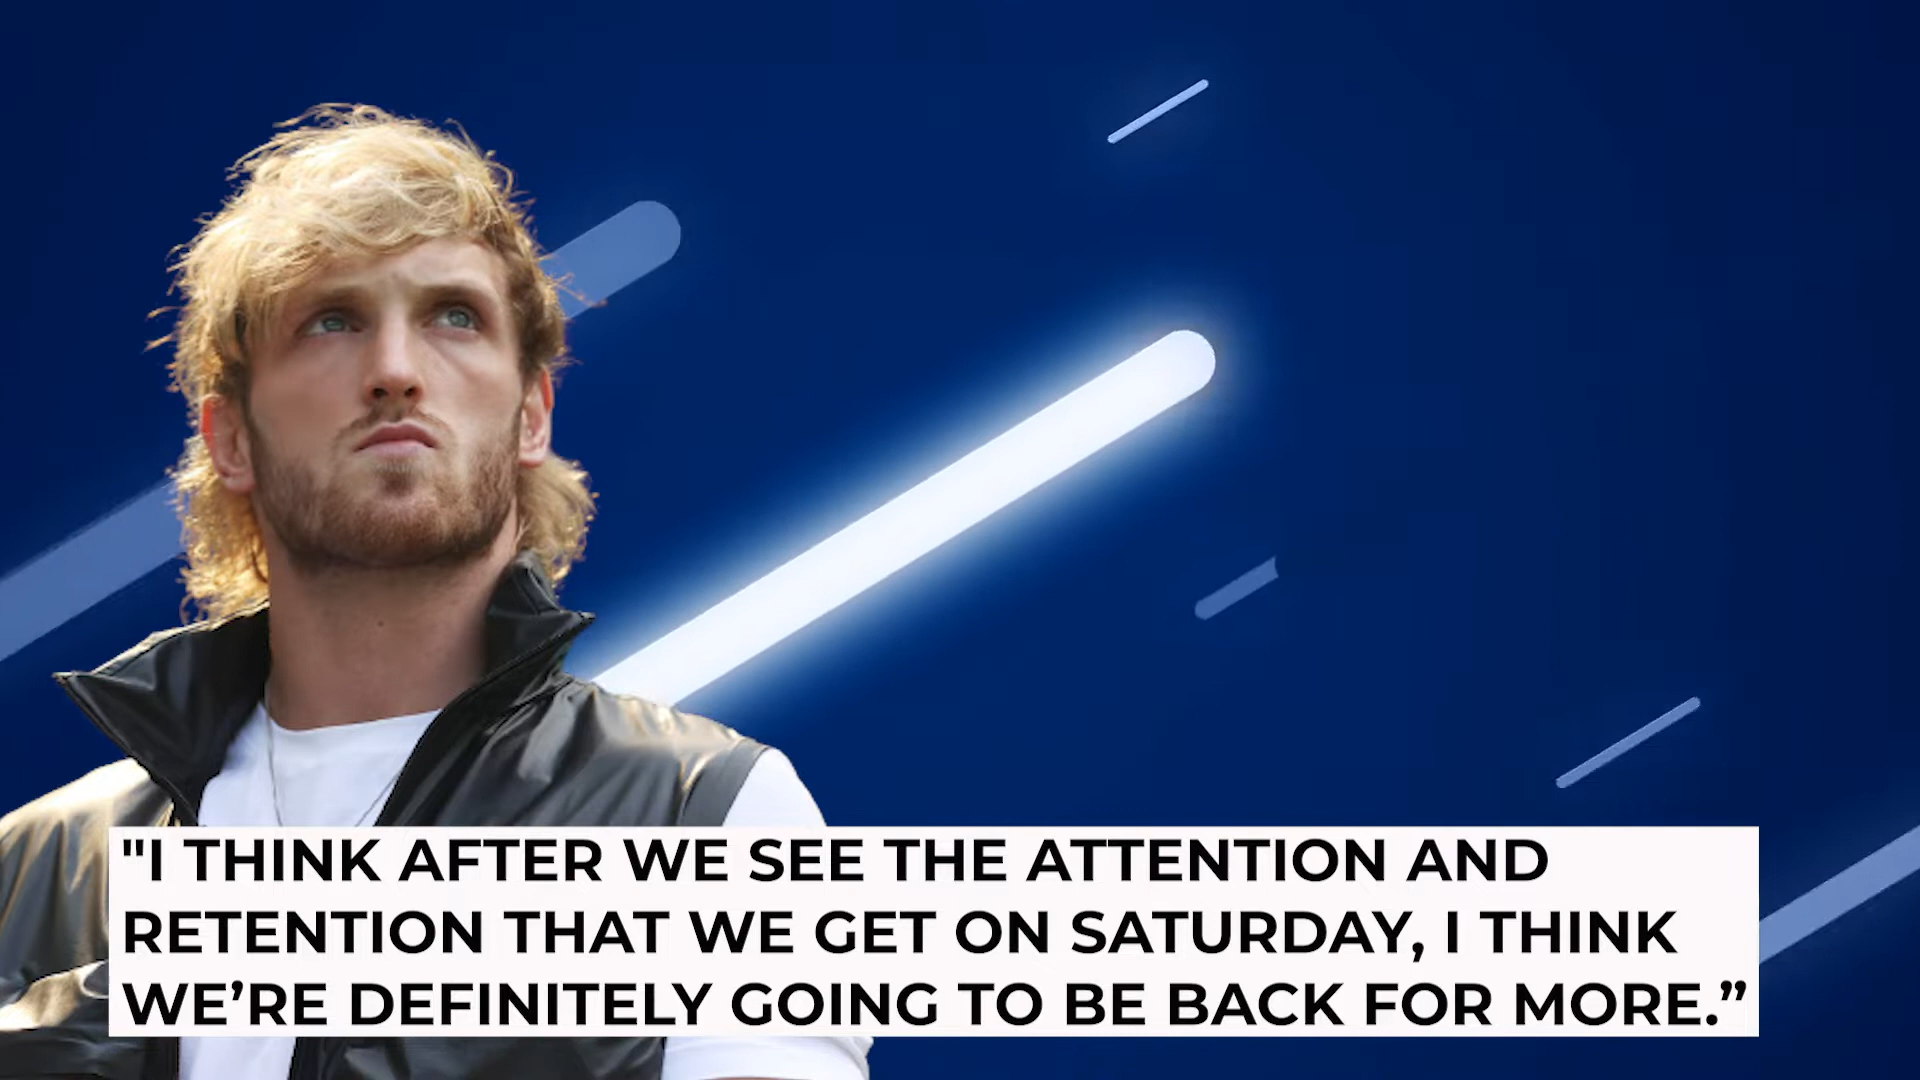 "I THINK AFTER WE SEE THE ATTENTION AND
RETENTION THAT WE GET ON SATURDAY, I THINK
WE’RE DEFINITELY GOING TO BE BACK FOR MORE.”